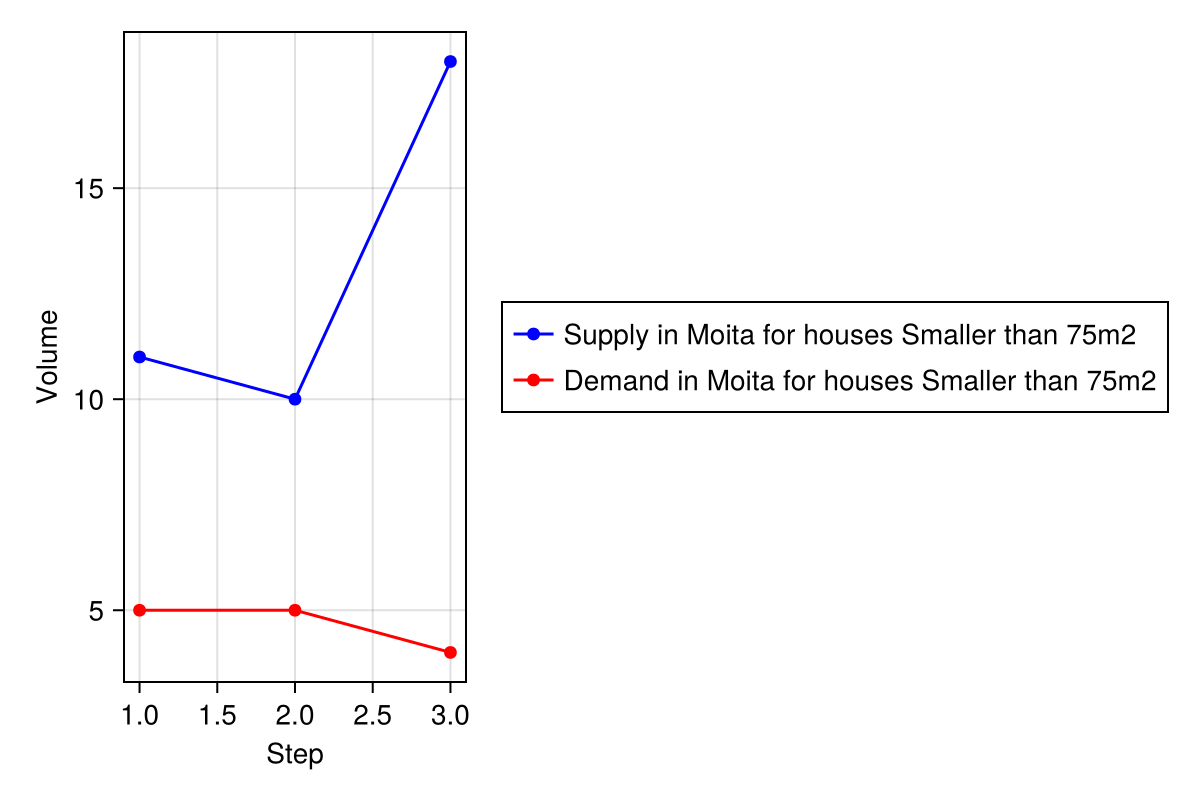 15
10
5
Volume
1.0 1.5 2.0 2.5 3.0
Step
Supply in Moita for houses Smaller than 75m2
Demand in Moita for houses Smaller than 75m2